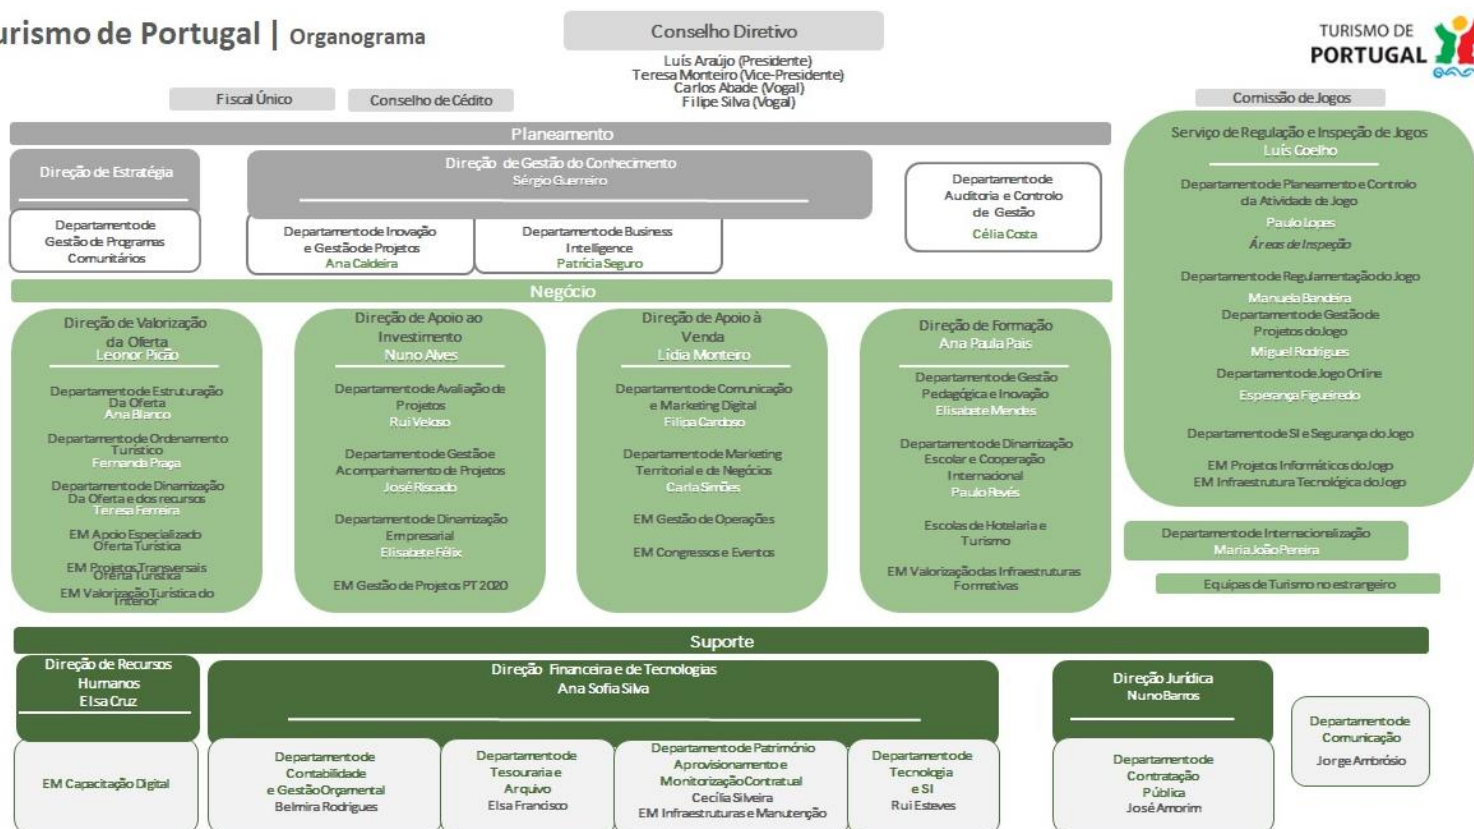 urismo de Portugal | Organograma
Conselho Diretivo
Luís Araújo (Presidente)
Teresa Monteiro (Vice-Presidente)
Carlos Abade (Vogal)
Filipe Silva (Vogal)
TURISMO DE
PORTUGAL
Fiscal Único
Conselho de Cédito
Comissão de Jogos
Planeamento
Direção de Estratégia
Departamento de
Gestão de Programas
Comunitários
Direção de Gestão do Conhecimento
Sérgio Guerreiro
Departamento de Inovação
e Gestão de Projetos
Ana Caldeira
Departamento de Business
Intelligence
Patrícia Seguro
Departamento de
Auditoria e Controlo
de Gestão
Célia Costa
Serviço de Regulação e Inspeção de Jogos
Luís Coelho
Departamento de Planeamento e Controlo
da Atividade de Jogo
Paulo Lopes
Áreas de Inspeção
Departamento de Regulamentação do Jogo
Manuela Bandeira
Departamento de Gestão de
Projetos do Jogo
Miguel Rodrigues
Departamento de Jogo Online
Esperança Figueiredo
Departamento de SI e Segurança do Jogo
EM Projetos Informáticos do Jogo
EM Infraestrutura Tecnológica do Jogo
Departamento de Internacionalização
Maria João Pereira
Equipas de Turismo no estrangeiro
Negócio
Direção de Valorização
da Oferta
Leonor Picão
Departamento de Estruturação
Da Oferta
Ana Blanco
Departamento de Ordenamento
Turístico
Fernanda Praça
Departamento de Dinamização
Da Oferta e dos recursos
Teresa Ferreira
EM Apoio Especializado
Oferta Turística
EM Projetos Transversais
Oferta Turística
EM Valorização Turística do
Interior
Direção de Apoio ao
Investimento
Nuno Alves
Departamento de Avaliação de
Projetos
Rui Veloso
Departamento de Gestão e
Acompanhamento de Projetos
José Riscado
Departamento de Dinamização
Empresarial
Elisabete Félix
EM Gestão de Projetos PT 2020
Direção de Apoio à
Venda
Lídia Monteiro
Departamento de Comunicação
e Marketing Digital
Filipa Cardoso
Departamento de Marketing
Territorial e de Negócios
Carla Simões
EM Gestão de Operações
EM Congressos e Eventos
Direção de Formação
Ana Paula Pais
Departamento de Gestão
Pedagógica e Inovação
Elisabete Mendes
Departamento de Dinamização
Escolar e Cooperação
Internacional
Paulo Revés
Escolas de Hotelaria e
Turismo
EM Valorização das Infraestruturas
Formativas
Suporte
Direção de Recursos
Humanos
Elsa Cruz
EM Capacitação Digital
Direção Financeira e de Tecnologias
Ana Sofia Silva
Departamento de
Contabilidade
e Gestão Orçamental
Belmira Rodrigues
Departamento de
Tesouraria e
Arquivo
Elsa Francisco
Departamento de Património
Aprovisionamento e
Monitorização Contratual
Cecília Silveira
EM Infraestruturas e Manutenção
Departamento de
Tecnologia
e SI
Rui Esteves
Direção Jurídica
Nuno Barros
Departamento de
Contratação
Pública
José Amorim
Departamento de
Comunicação
Jorge Ambrósio